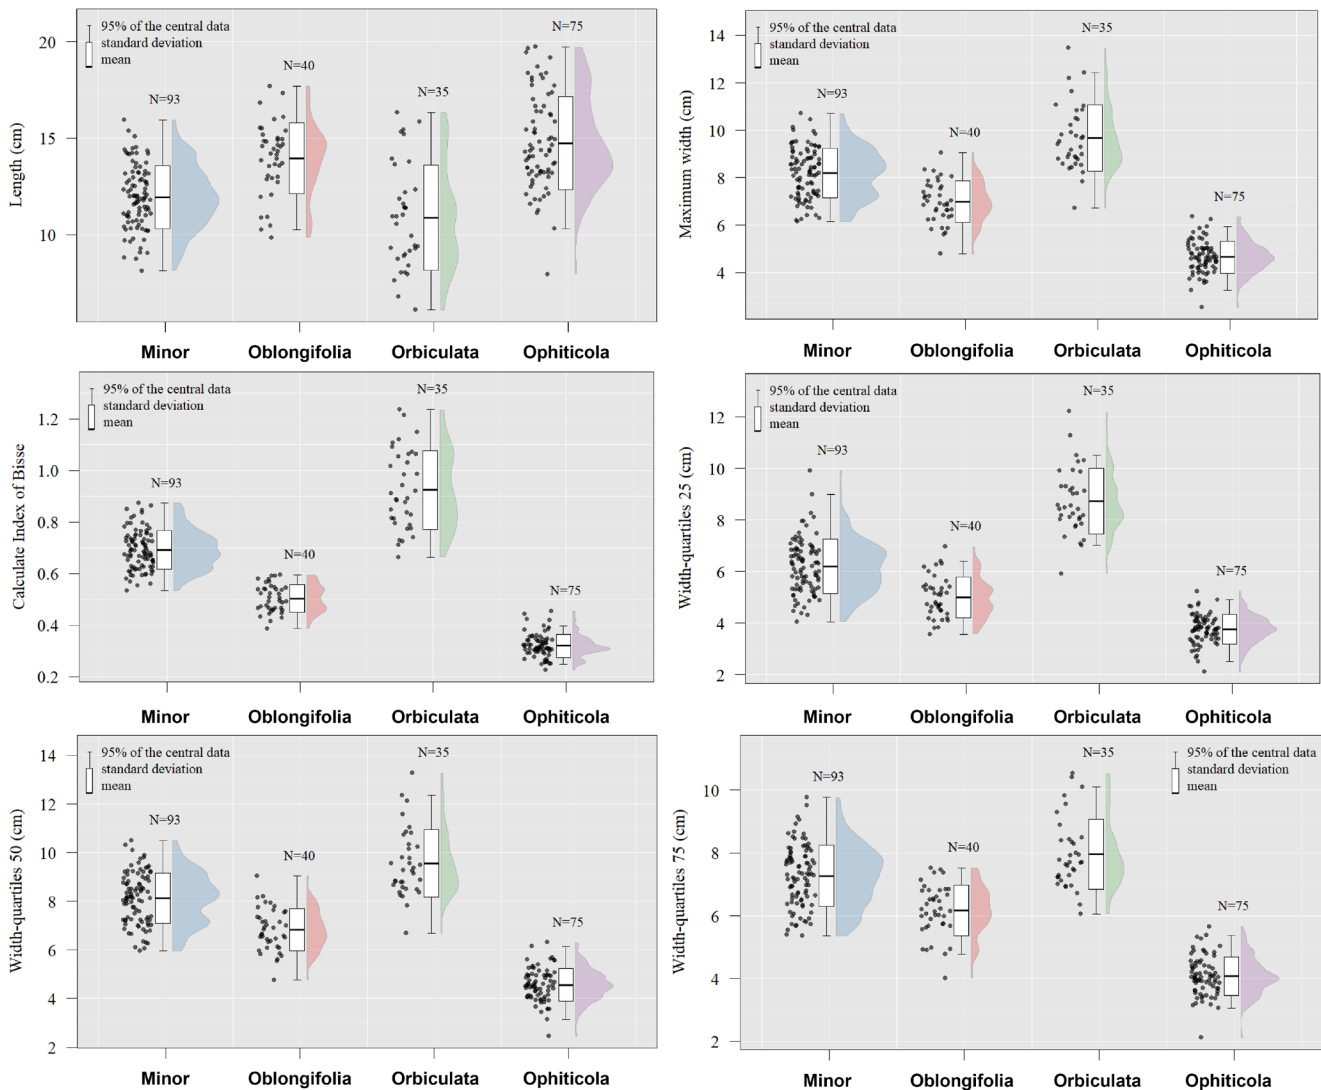 95% of the central data
standard deviation
mean
N=93
N=40
N=35
N=75
20
15
10
Length (cm)
Minor
Oblongifolia
Orbiculata
Ophiticola
95% of the central data
standard deviation
mean
N=93
N=40
N=35
N=75
14
12
10
8
6
4
Maximum width (cm)
Minor
Oblongifolia
Orbiculata
Ophiticola
95% of the central data
standard deviation
mean
N=93
N=40
N=35
N=75
1.2
1.0
0.8
0.6
0.4
0.2
Calculate Index of Bisse
Minor
Oblongifolia
Orbiculata
Ophiticola
95% of the central data
standard deviation
mean
N=93
N=40
N=35
N=75
12
10
8
6
4
2
Width-quartiles 25 (cm)
Minor
Oblongifolia
Orbiculata
Ophiticola
95% of the central data
standard deviation
mean
N=93
N=40
N=35
N=75
14
12
10
8
6
4
2
Width-quartiles 50 (cm)
Minor
Oblongifolia
Orbiculata
Ophiticola
95% of the central data
standard deviation
mean
N=93
N=40
N=35
N=75
10
8
6
4
2
Width-quartiles 75 (cm)
Minor
Oblongifolia
Orbiculata
Ophiticola